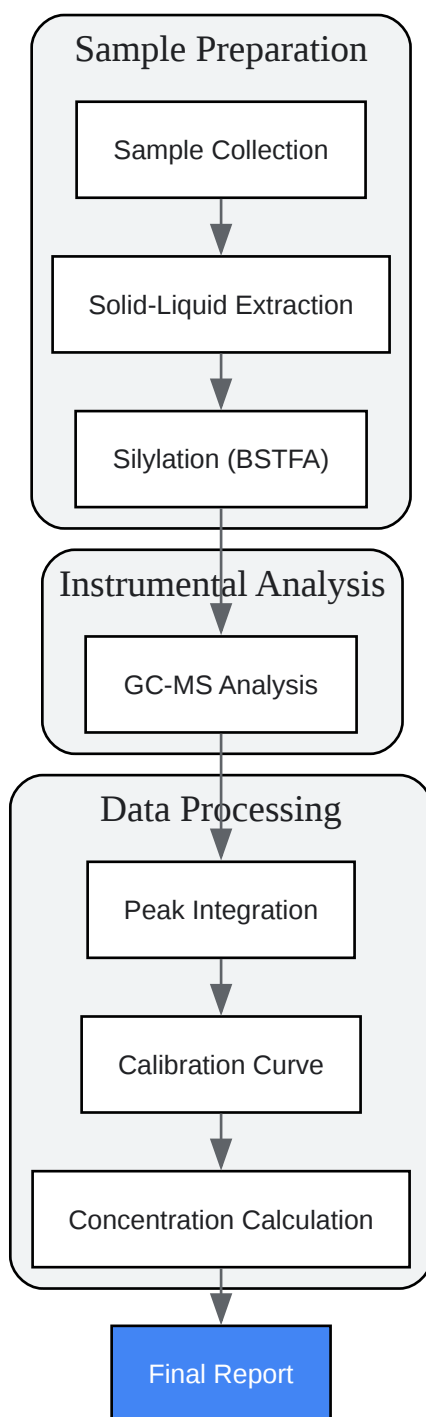 Sample Preparation
Sample Collection
Solid-Liquid Extraction
Silylation (BSTFA)
Instrumental Analysis
GC-MS Analysis
Data Processing
Peak Integration
Calibration Curve
Concentration Calculation
Final Report